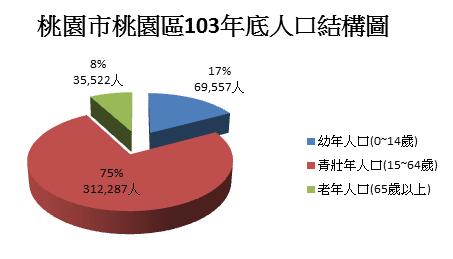 桃園市桃園區103年底人口結構圖
8%
35,522人
17%
69,557人
75%
312,287人
幼年人口(0~14歲)
青壯年人口(15~64歲)
老年人口(65歲以上)